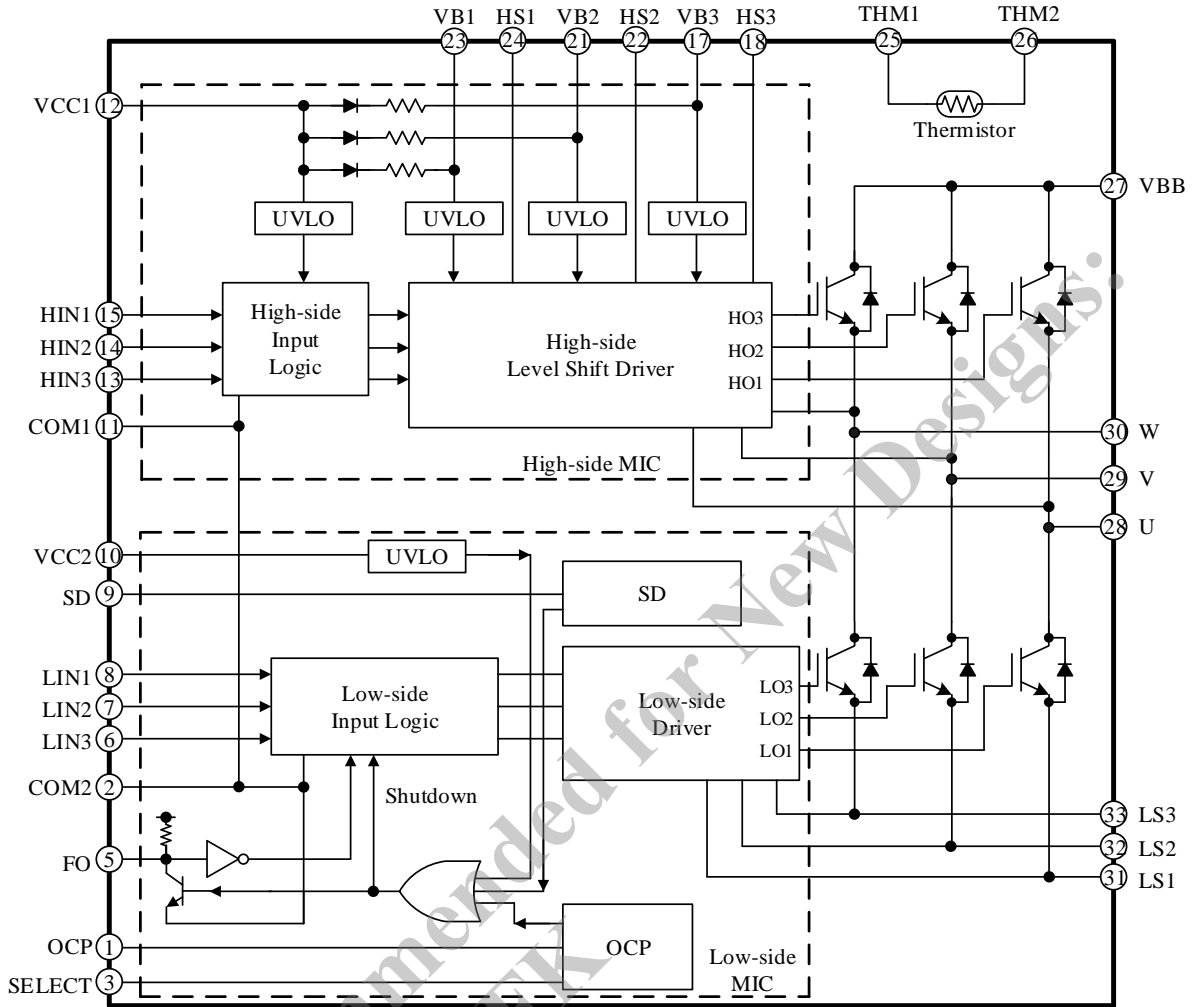 VB1 HS1 VB2 HS2 VB3 HS3 THM1 THM2
23 24 21 22 17 18 25 26
VCC1 12
Thermistor
27 VBB
UVLO UVLO UVLO UVLO
HIN1 15
HIN2 14
HIN3 13
COM1 11
High-side
Input
Logic
High-side
Level Shift Driver
HO3
HO2
HO1
High-side MIC
30 W
29 V
28 U
VCC2 10
UVLO
SD 9
SD
LIN1 8
LIN2 7
LIN3 6
COM2 2
Low-side
Input Logic
Low-side
Driver
LO3
LO2
LO1
Shutdown
33 LS3
32 LS2
31 LS1
FO 5
OCP 1
SELECT 3
OCP
Low-side
MIC
mmended for New Designs: